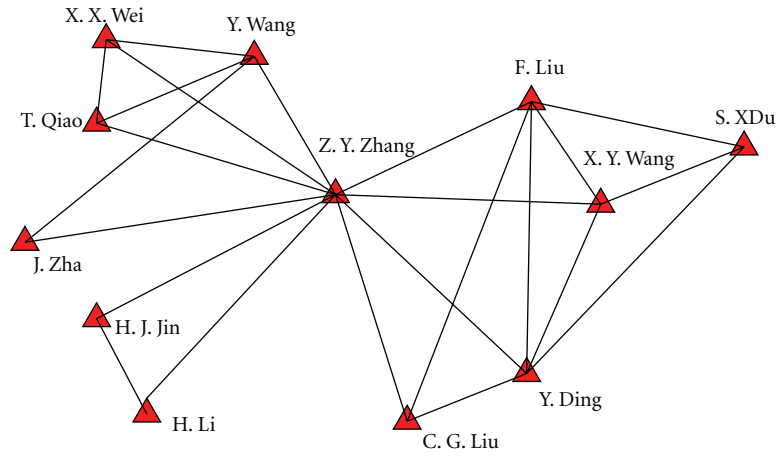 X. X. Wei
Y. Wang
F. Liu
T. Qiao
S. XDu
Z. Y. Zhang
X. Y. Wang
J. Zha
H. J. Jin
Y. Ding
H. Li
C. G. Liu